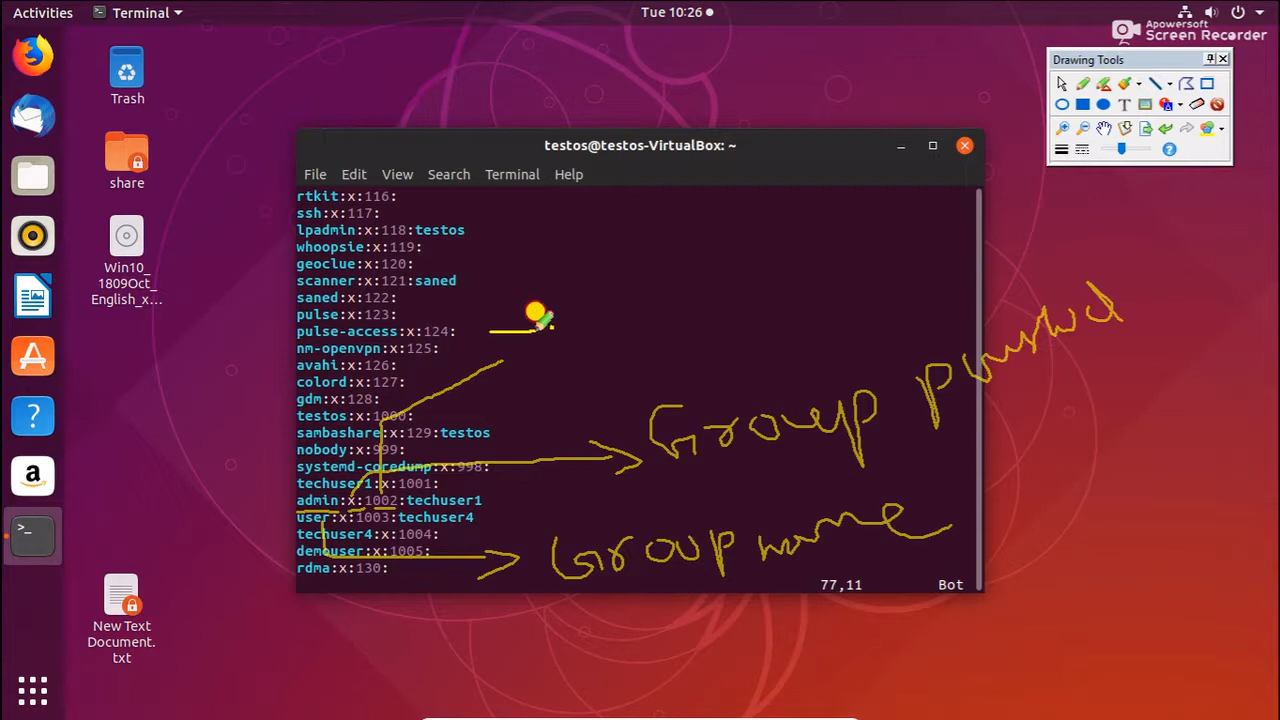 Activities Terminal Tue 10:26
Apowersoft
Screen Recorder
Drawing Tools
Trash
share
Win10_
1809Oct_
English_x...
New Text
Document.
txt
testos@testos-VirtualBox: ~
File Edit View Search Terminal Help
rtkit:x:116:
ssh:x:117:
lpadmin:x:118:testos
whoopsie:x:119:
geoclue:x:120:
scanner:x:121:saned
saned:x:122:
pulse:x:123:
pulse-access:x:124:
nm-openvpn:x:125:
avahi:x:126:
colord:x:127:
gdm:x:128:
testos:x:1000:
sambashare:x:129:testos
nobody:x:999:
systemd-coredump:x:998:
techuser1:x:1001:
admin:x:1002:techuser1
user:x:1003:techuser4
techuser4:x:1004:
demouser:x:1005:
rdma:x:130:
77,11 Bot
Group
Group name